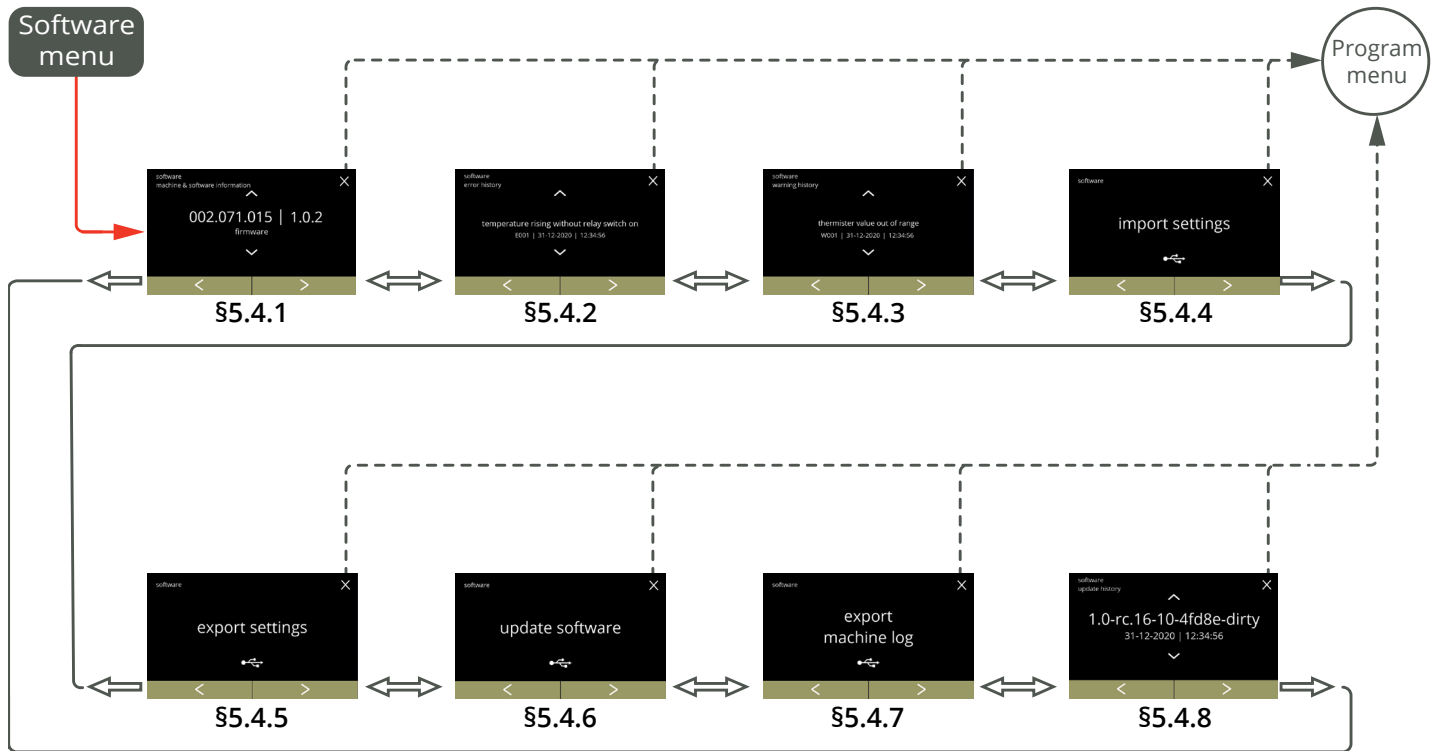 Software
menu
Program
menu
software
machine & software information
X
002.071.015 | 1.0.2
firmware
< >
§5.4.1
software
error history
X
temperature rising without relay switch on
E001 | 31-12-2020 | 12:34:56
< >
§5.4.2
software
warning history
X
thermister value out of range
W001 | 31-12-2020 | 12:34:56
< >
§5.4.3
software
X
import settings
< >
§5.4.4
software
X
export settings
< >
§5.4.5
software
X
update software
< >
§5.4.6
software
X
export
machine log
< >
§5.4.7
software
update history
X
1.0-rc.16-10-4fd8e-dirty
31-12-2020 | 12:34:56
< >
§5.4.8